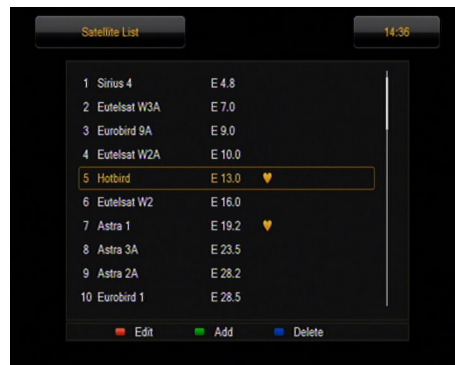 Satellite List 14:36
1 Sirius 4 E 4.8
2 Eutelsat W3A E 7.0
3 Eurobird 9A E 9.0
4 Eutelsat W2A E 10.0
5 Hotbird E 13.0
6 Eutelsat W2 E 16.0
7 Astra 1 E 19.2
8 Astra 3A E 23.5
9 Astra 2A E 28.2
10 Eurobird 1 E 28.5
Edit Add Delete